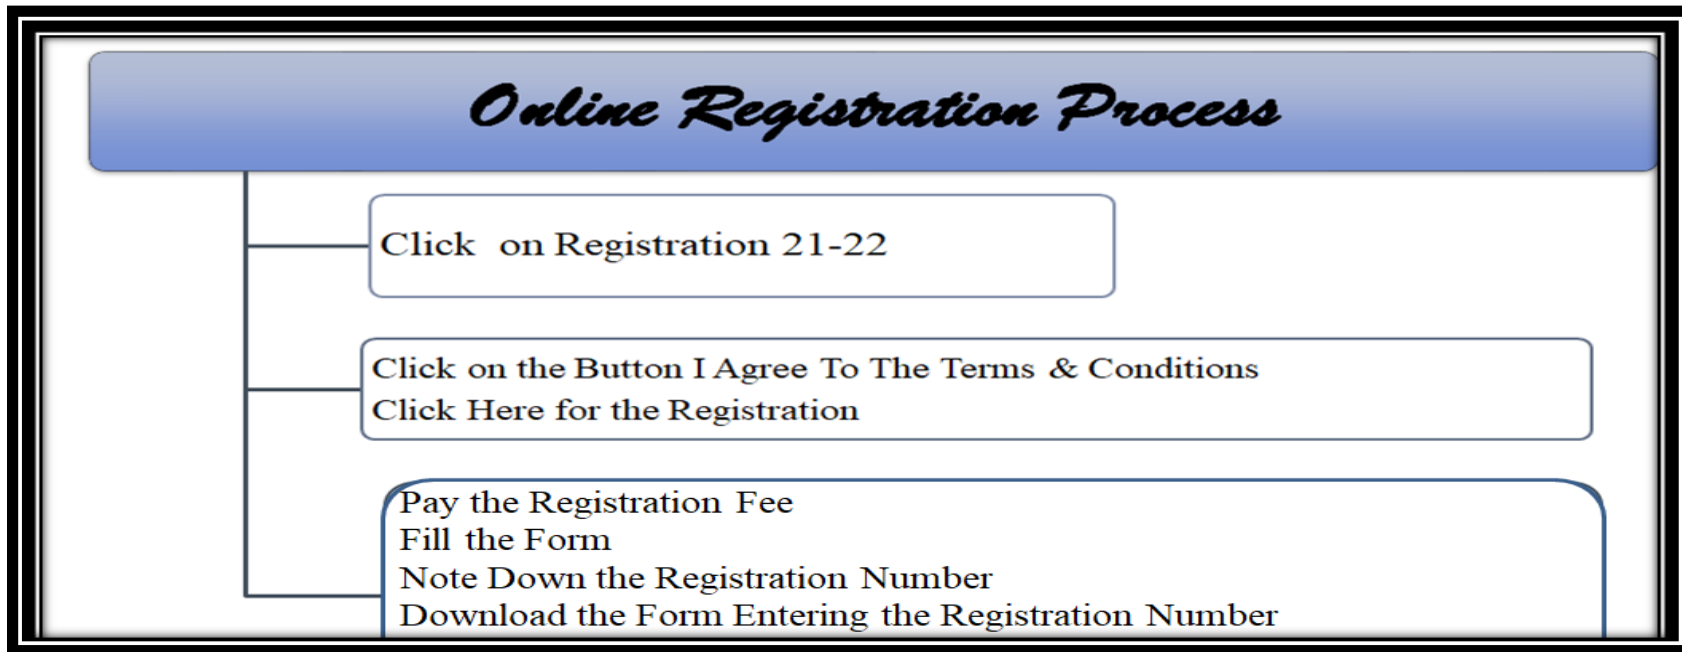 Online Registration Process
Click on Registration 21-22
Click on the Button I Agree To The Terms & Conditions
Click Here for the Registration
Pay the Registration Fee
Fill the Form
Note Down the Registration Number
Download the Form Entering the Registration Number